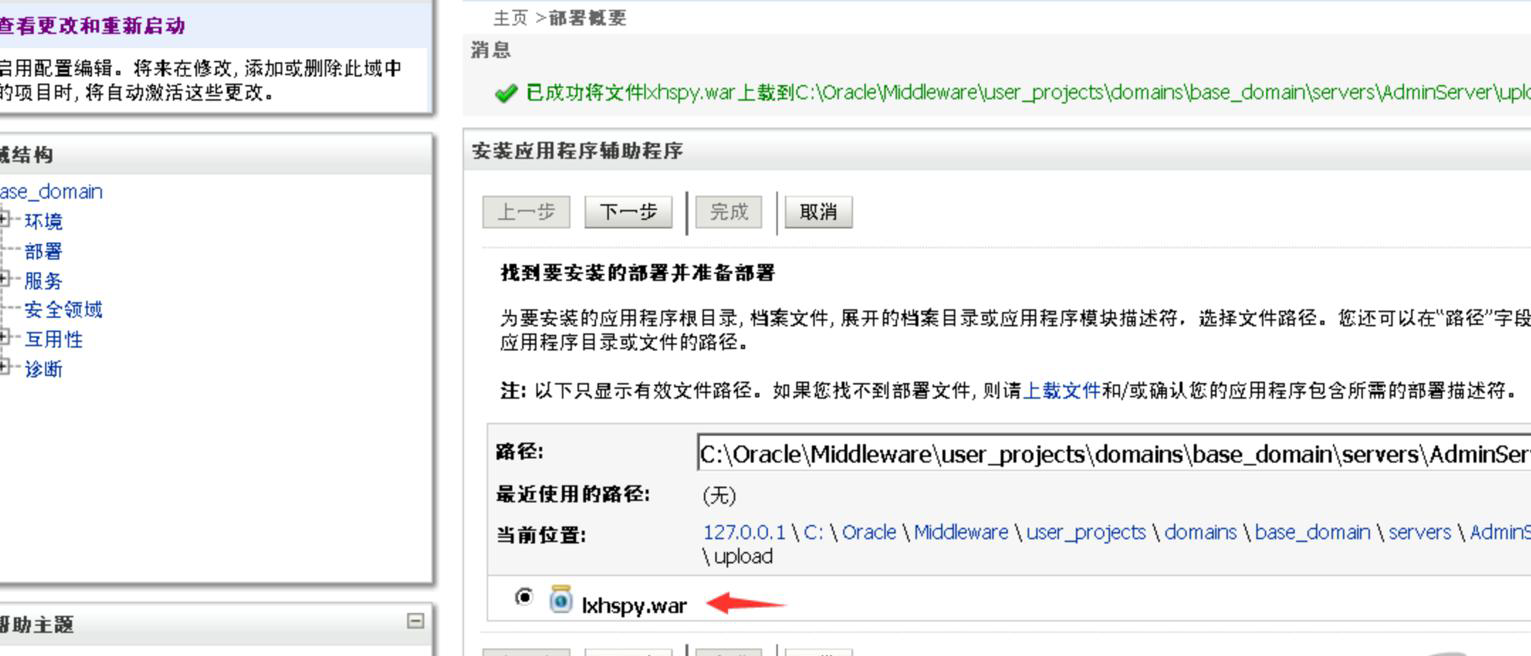 查看更改和重新启动
启用配置编辑。将来在修改, 添加或删除此域中
的项目时, 将自动激活这些更改。
域结构
base_domain
环境
部署
服务
安全领域
互用性
诊断
帮助主题
主页 >部署概要
消息
已成功将文件lxhspy.war上载到C:\Oracle\Middleware\user_projects\domains\base_domain\servers\AdminServer\uplo
安装应用程序辅助程序
上一步 下一步 完成 取消
找到要安装的部署并准备部署
为要安装的应用程序根目录, 档案文件, 展开的档案目录或应用程序模块描述符，选择文件路径。您还可以在“路径”字段
应用程序目录或文件的路径。
注: 以下只显示有效文件路径。如果您找不到部署文件, 则请上载文件和/或确认您的应用程序包含所需的部署描述符。
路径: C:\Oracle\Middleware\user_projects\domains\base_domain\servers\AdminSer
最近使用的路径: (无)
当前位置: 127.0.0.1 \ C: \ Oracle \ Middleware \ user_projects \ domains \ base_domain \ servers \ AdminS
\ upload
lxhspy.war